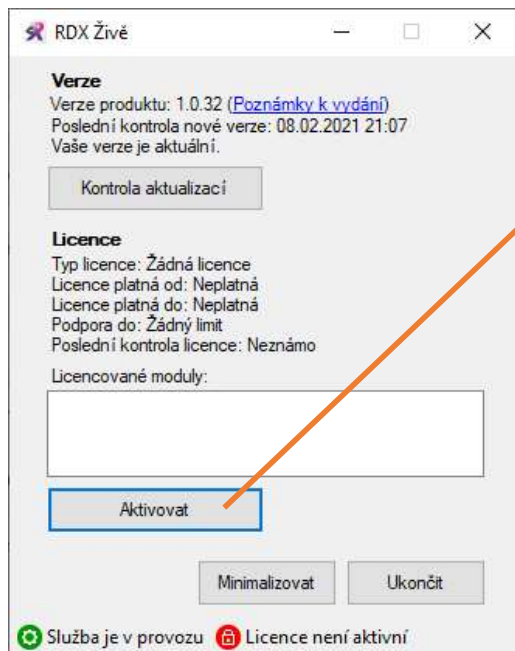 RDX Živě
Verze
Verze produktu: 1.0.32 (Poznámky k vydání)
Poslední kontrola nové verze: 08.02.2021 21:07
Vaše verze je aktuální.
Kontrola aktualizací
Licence
Typ licence: Žádná licence
Licence platná od: Neplatná
Licence platná do: Neplatná
Podpora do: Žádný limit
Poslední kontrola licence: Neznámo
Licencované moduly:
Aktivovat
Minimalizovat Ukončit
Služba je v provozu Licence není aktivní